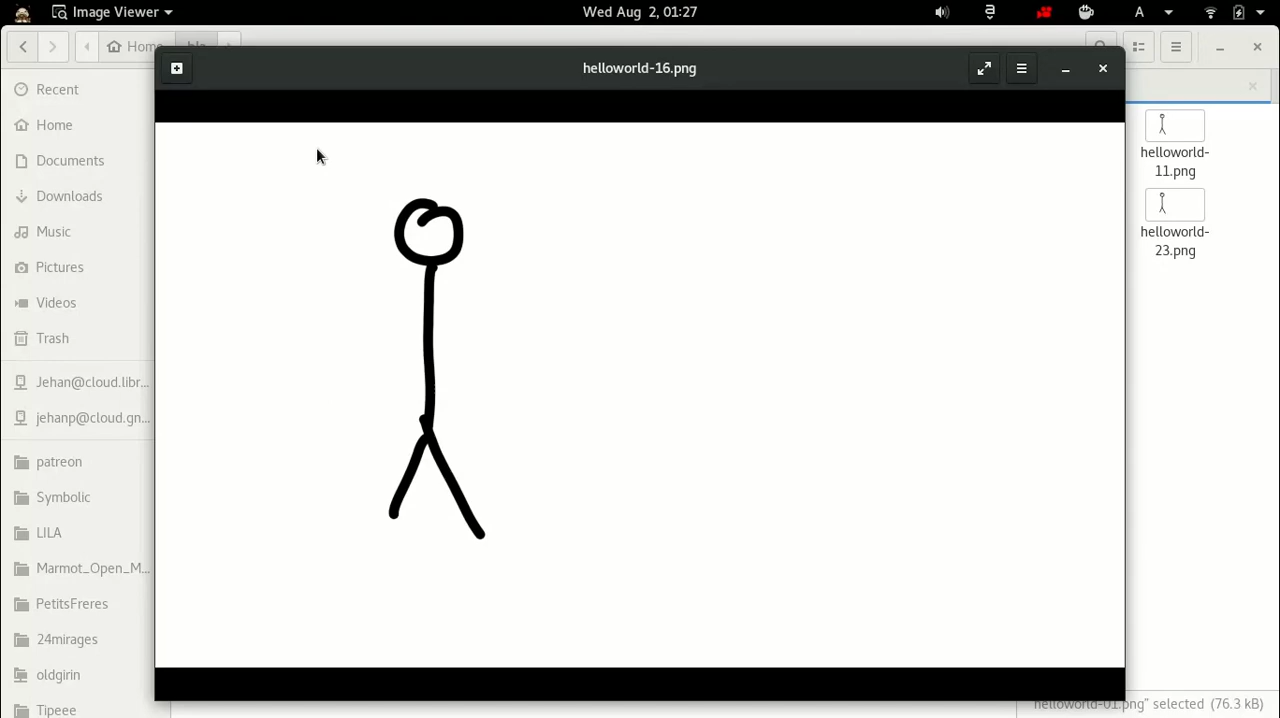 Image Viewer
Wed Aug 2, 01:27
A
Home
helloworld-16.png
Recent
Home
Documents
Downloads
Music
Pictures
Videos
Trash
Jehan@cloud.libr...
jehanp@cloud.gn...
patreon
Symbolic
LILA
Marmot_Open_M...
PetitsFreres
24mirages
oldgirin
Tipeee
helloworld-
11.png
helloworld-
23.png
helloworld-01.png" selected (76.3 kB)